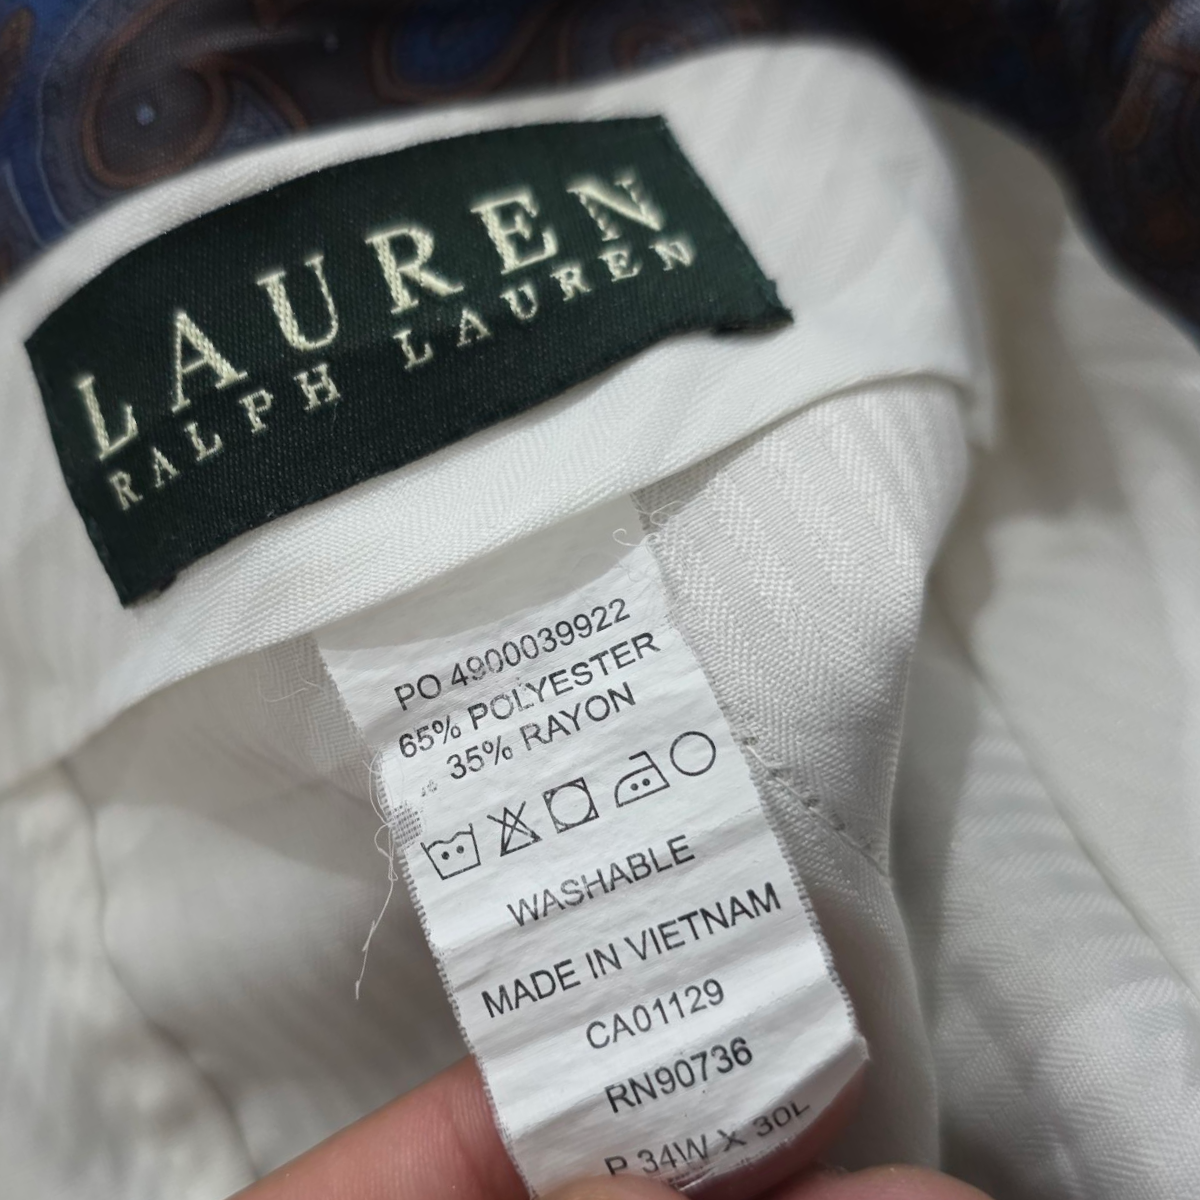 LAUREN
RALPH LAUREN
PO 4900039922
65% POLYESTER
35% RAYON
WASHABLE
MADE IN VIETNAM
CA01129
RN90736
P 34W X 30L